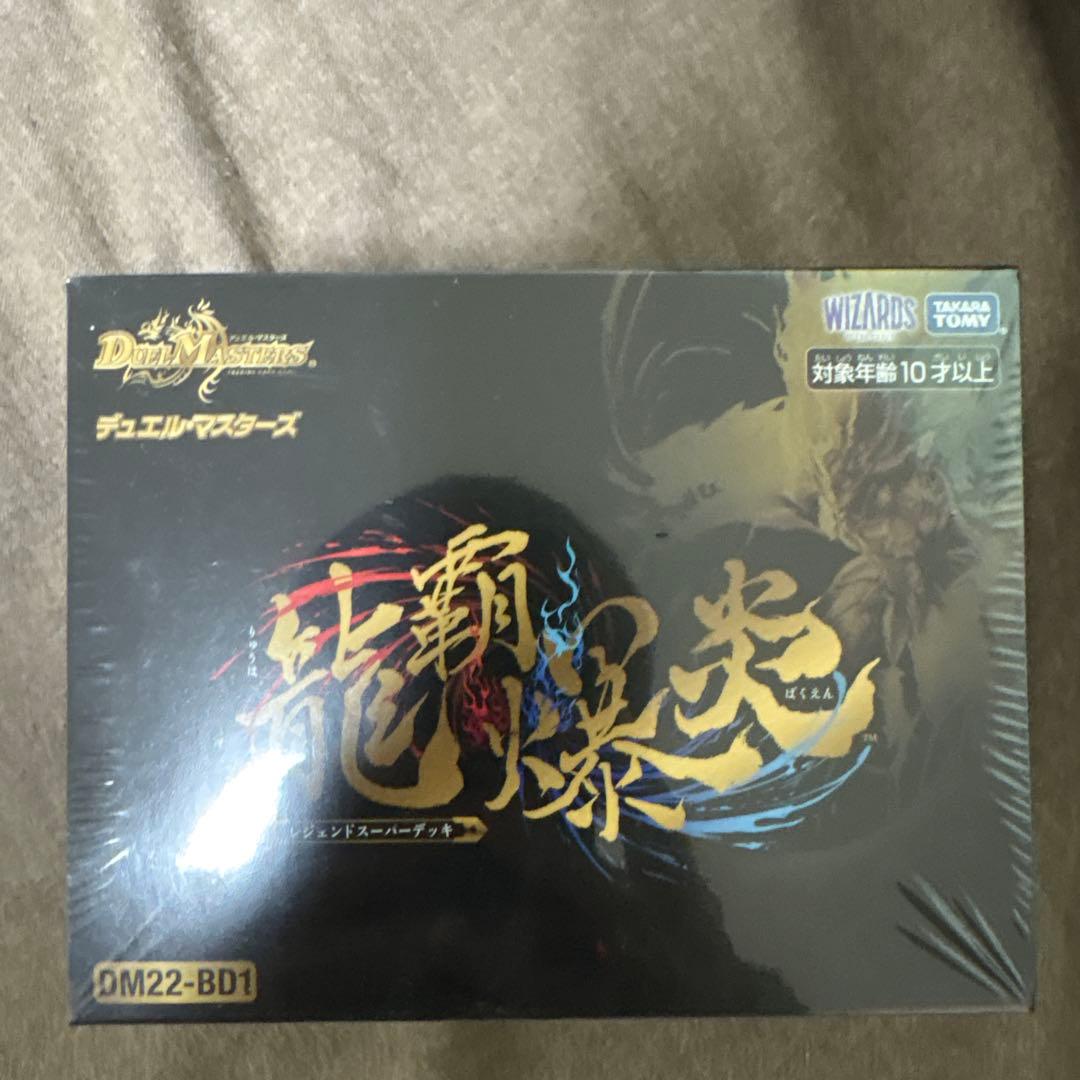 DUEL MASTERS
デュエル・マスターズ
TRADING CARD GAME
デュエル・マスターズ
WIZARDS
TAKARA
TOMY
たい しょう ねん れい さい い じょう
対象年齢10才以上
龍覇爆炎
りゅうは
ばくえん
TM
レジェンドスーパーデッキ
DM22-BD1